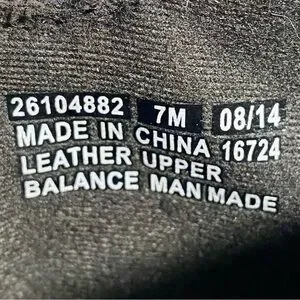 26104882 7M 08/14
MADE IN CHINA 16724
LEATHER UPPER
BALANCE MAN MADE